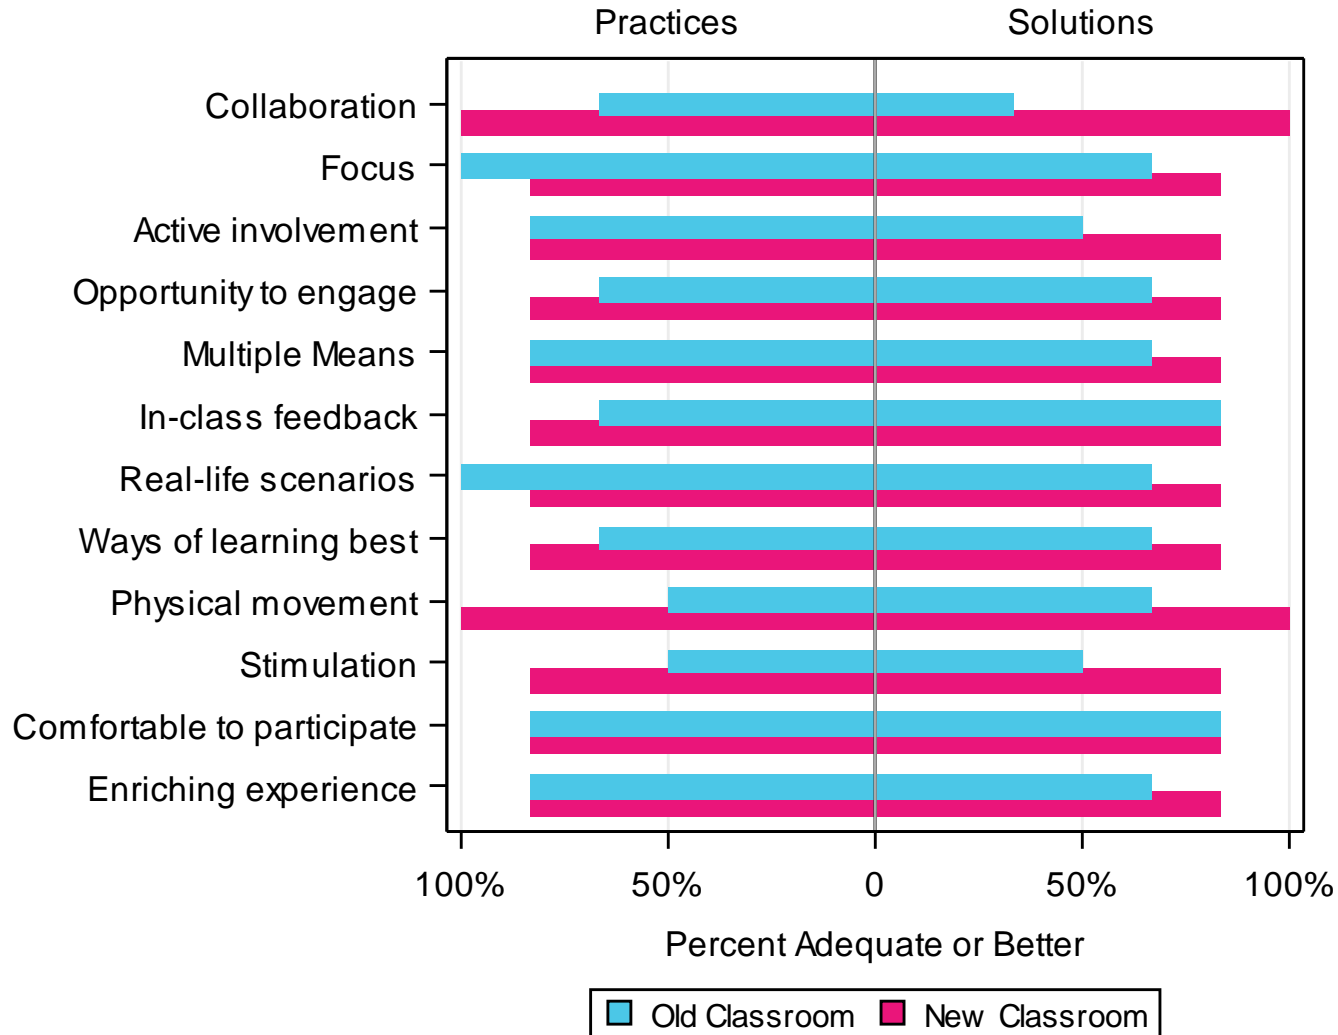 Practices Solutions
Collaboration
Focus
Active involvement
Opportunity to engage
Multiple Means
In-class feedback
Real-life scenarios
Ways of learning best
Physical movement
Stimulation
Comfortable to participate
Enriching experience
100% 50% 0 50% 100%
Percent Adequate or Better
Old Classroom New Classroom